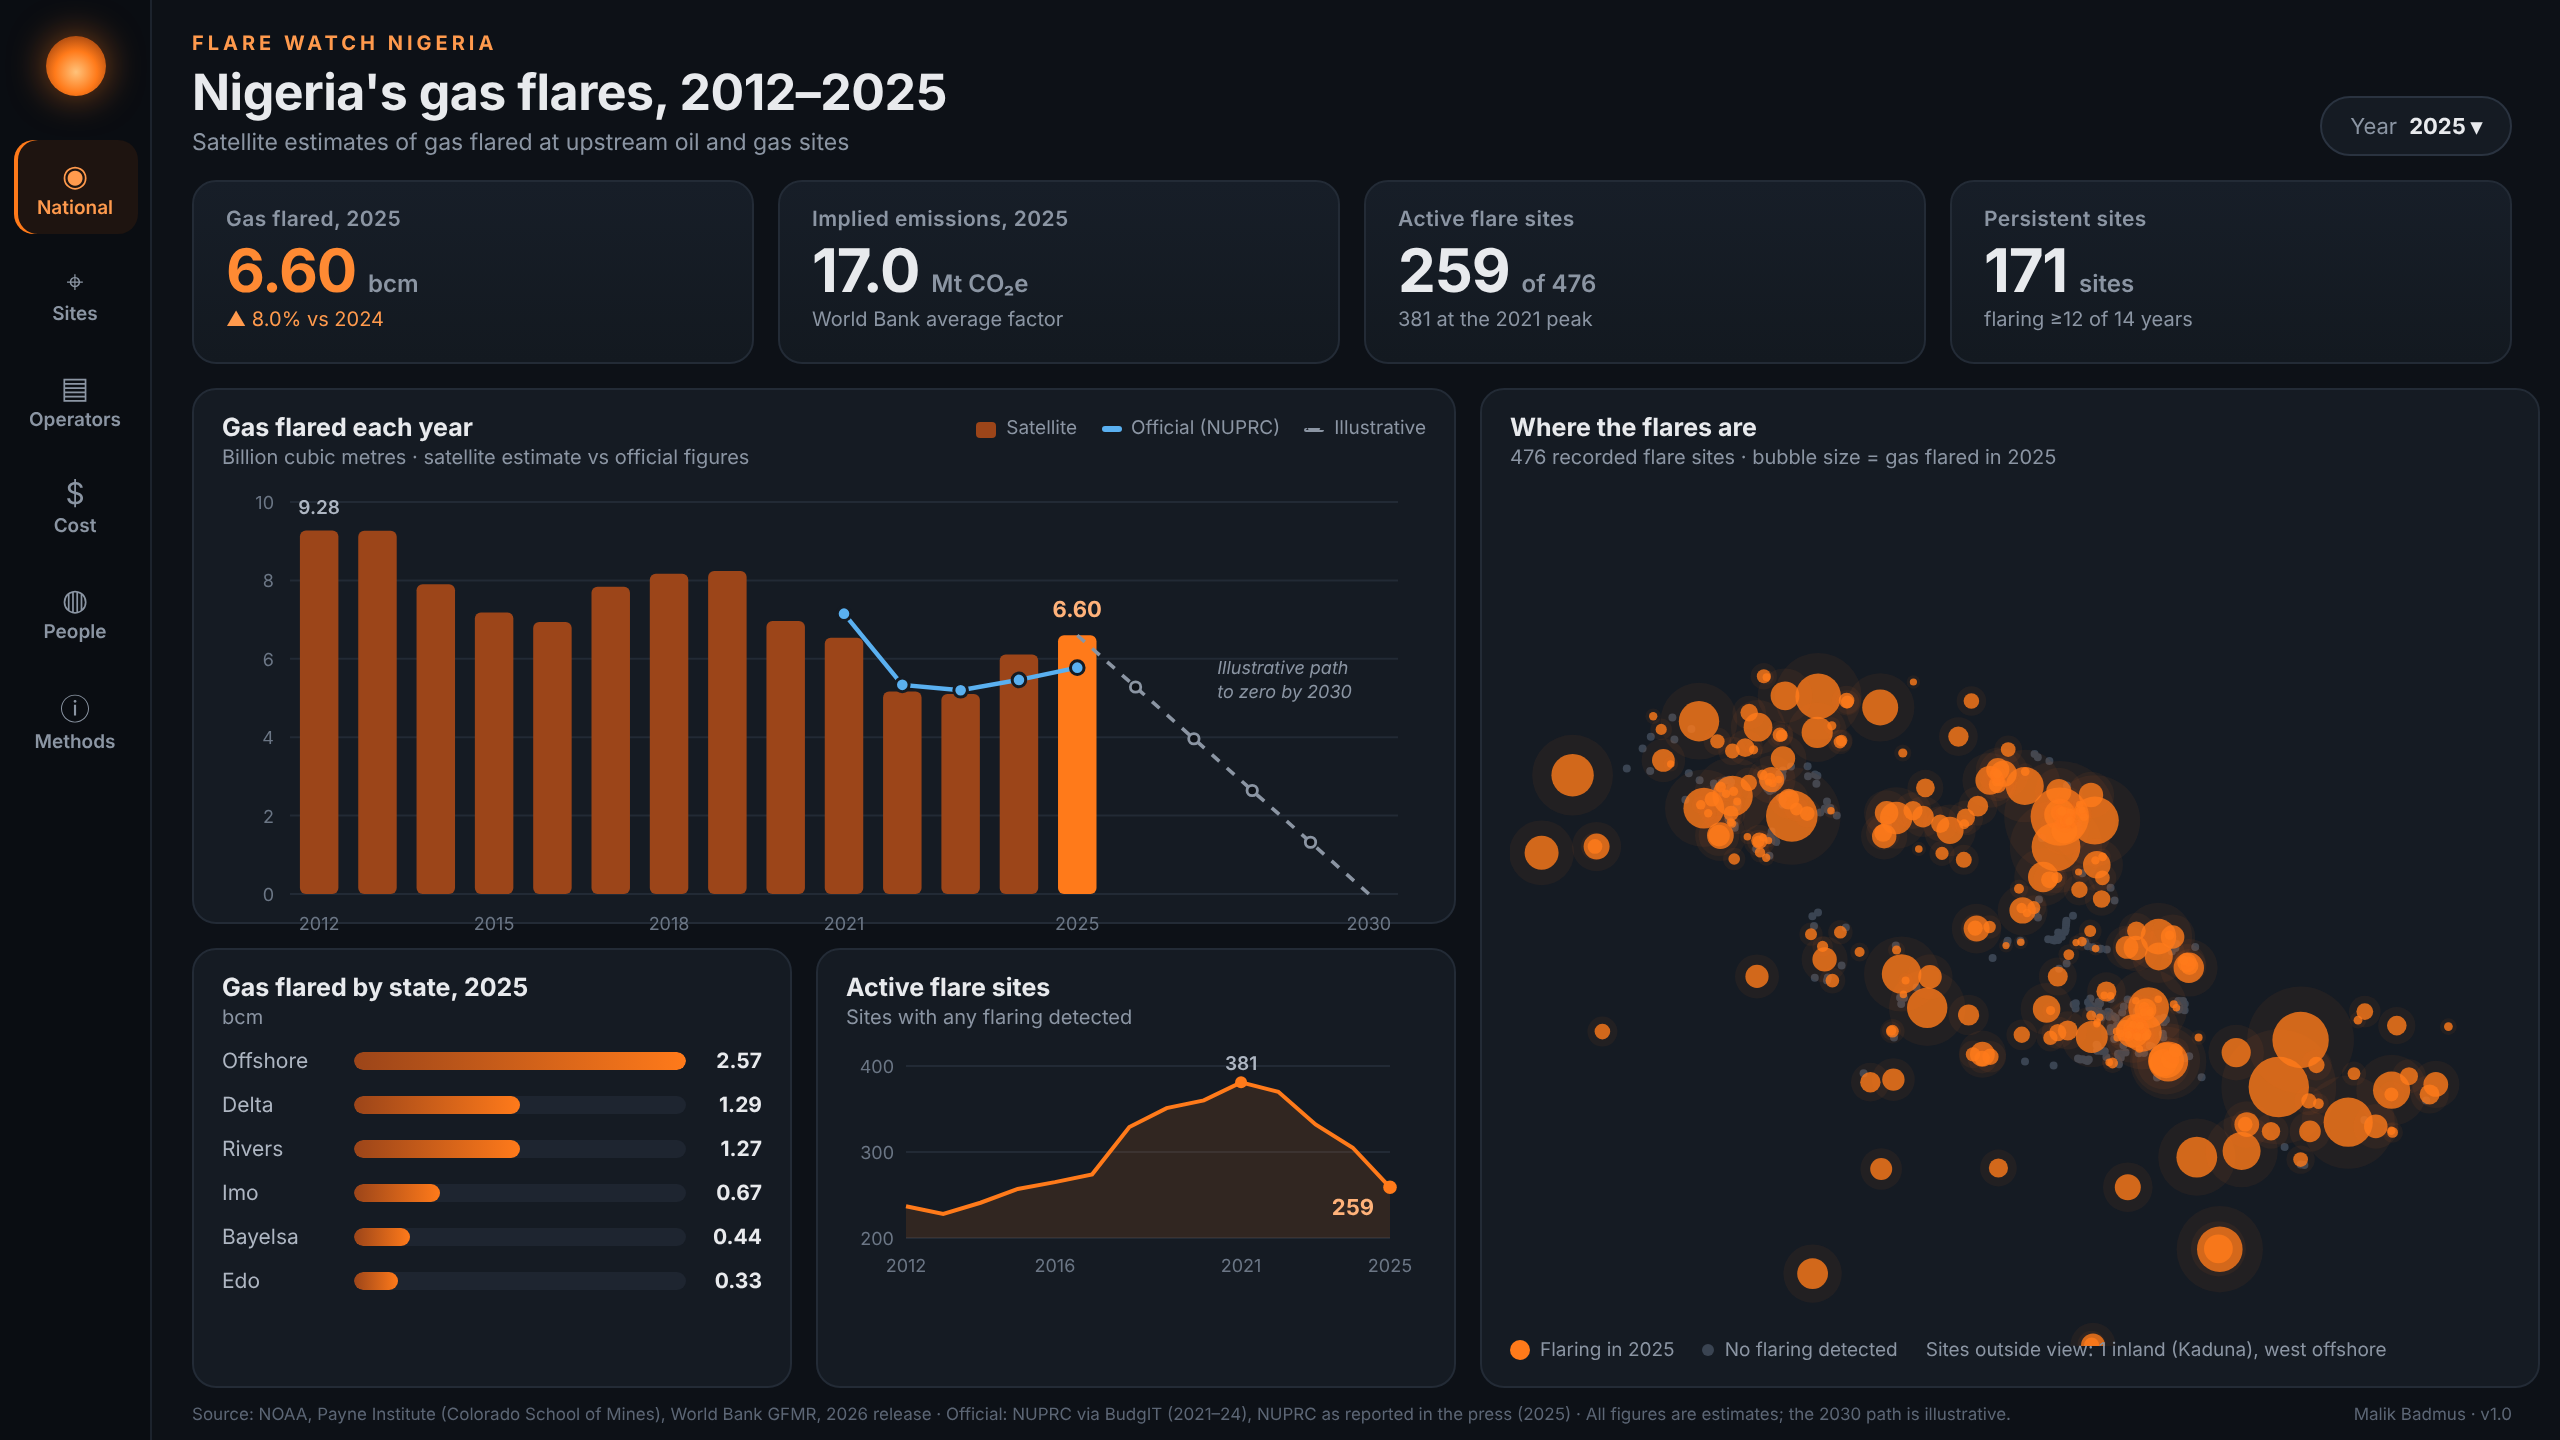 FLARE WATCH NIGERIA
Nigeria's gas flares, 2012–2025
Satellite estimates of gas flared at upstream oil and gas sites
Year 2025 ▾
National
Sites
Operators
$
Cost
People
Methods
Gas flared, 2025
6.60 bcm
▲ 8.0% vs 2024
Implied emissions, 2025
17.0 Mt CO₂e
World Bank average factor
Active flare sites
259 of 476
381 at the 2021 peak
Persistent sites
171 sites
flaring ≥12 of 14 years
Gas flared each year
Billion cubic metres · satellite estimate vs official figures
Satellite Official (NUPRC) Illustrative
10
8
6
4
2
0
9.28
6.60
Illustrative path
to zero by 2030
2012 2015 2018 2021 2025 2030
Where the flares are
476 recorded flare sites · bubble size = gas flared in 2025
Flaring in 2025 No flaring detected Sites outside view: 1 inland (Kaduna), west offshore
Gas flared by state, 2025
bcm
Offshore 2.57
Delta 1.29
Rivers 1.27
Imo 0.67
Bayelsa 0.44
Edo 0.33
Active flare sites
Sites with any flaring detected
400
300
200
381
259
2012 2016 2021 2025
Source: NOAA, Payne Institute (Colorado School of Mines), World Bank GFMR, 2026 release · Official: NUPRC via BudgIT (2021–24), NUPRC as reported in the press (2025) · All figures are estimates; the 2030 path is illustrative.
Malik Badmus · v1.0